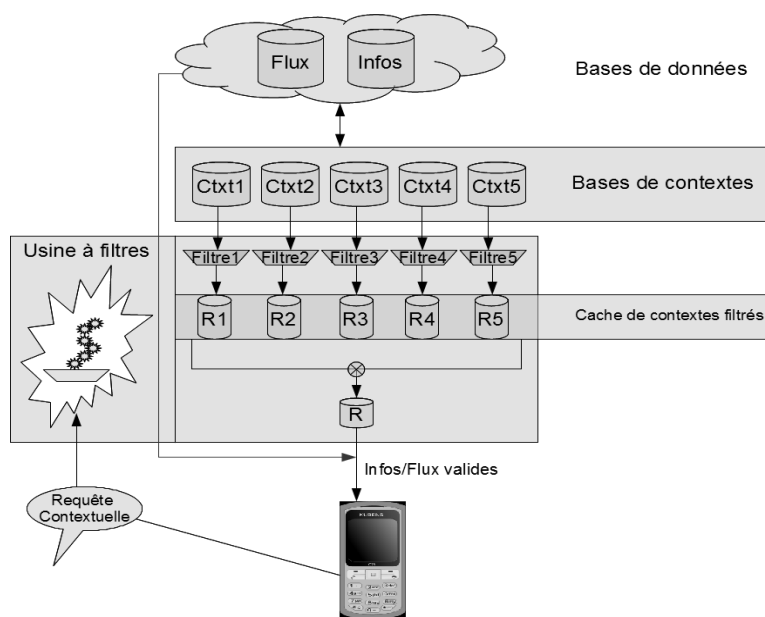 Flux
Infos
Bases de données
Ctxt1
Ctxt2
Ctxt3
Ctxt4
Ctxt5
Bases de contextes
Usine à filtres
Filtre1
Filtre2
Filtre3
Filtre4
Filtre5
R1
R2
R3
R4
R5
Cache de contextes filtrés
R
Infos/Flux valides
Requête
Contextuelle